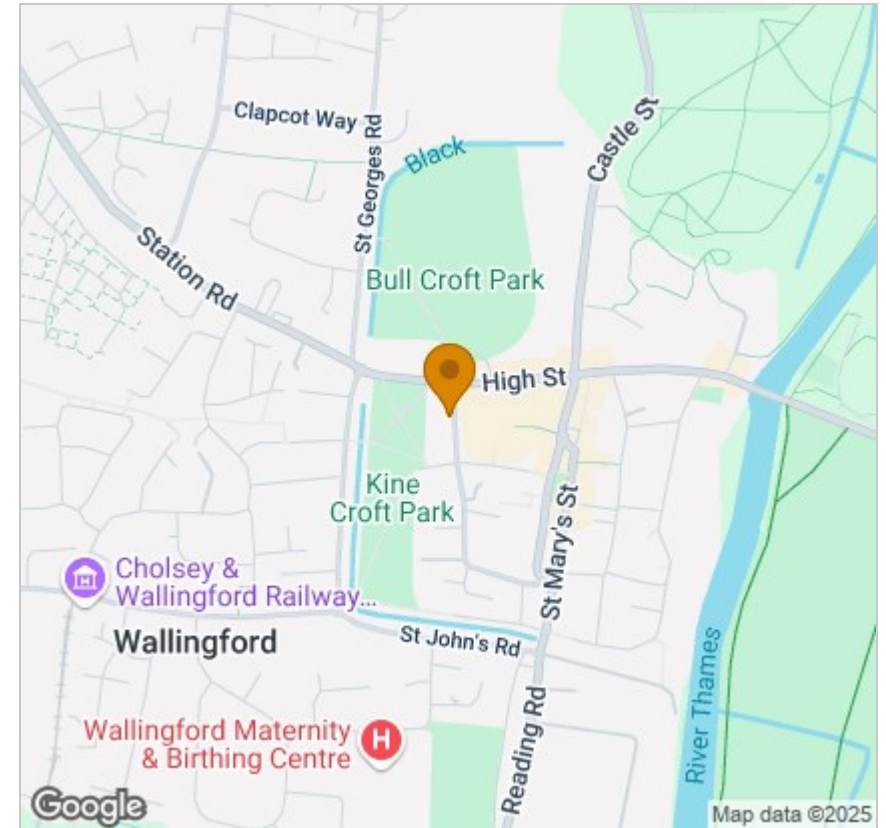 Clapcot Way
St Georges Rd
Black
Castle St
Station Rd
Bull Croft Park
High St
Kine
Croft Park
St Mary's St
Cholsey &
Wallingford Railway...
Wallingford
St John's Rd
Wallingford Maternity
& Birthing Centre
H
Reading Rd
River Thames
Google
Map data ©2025